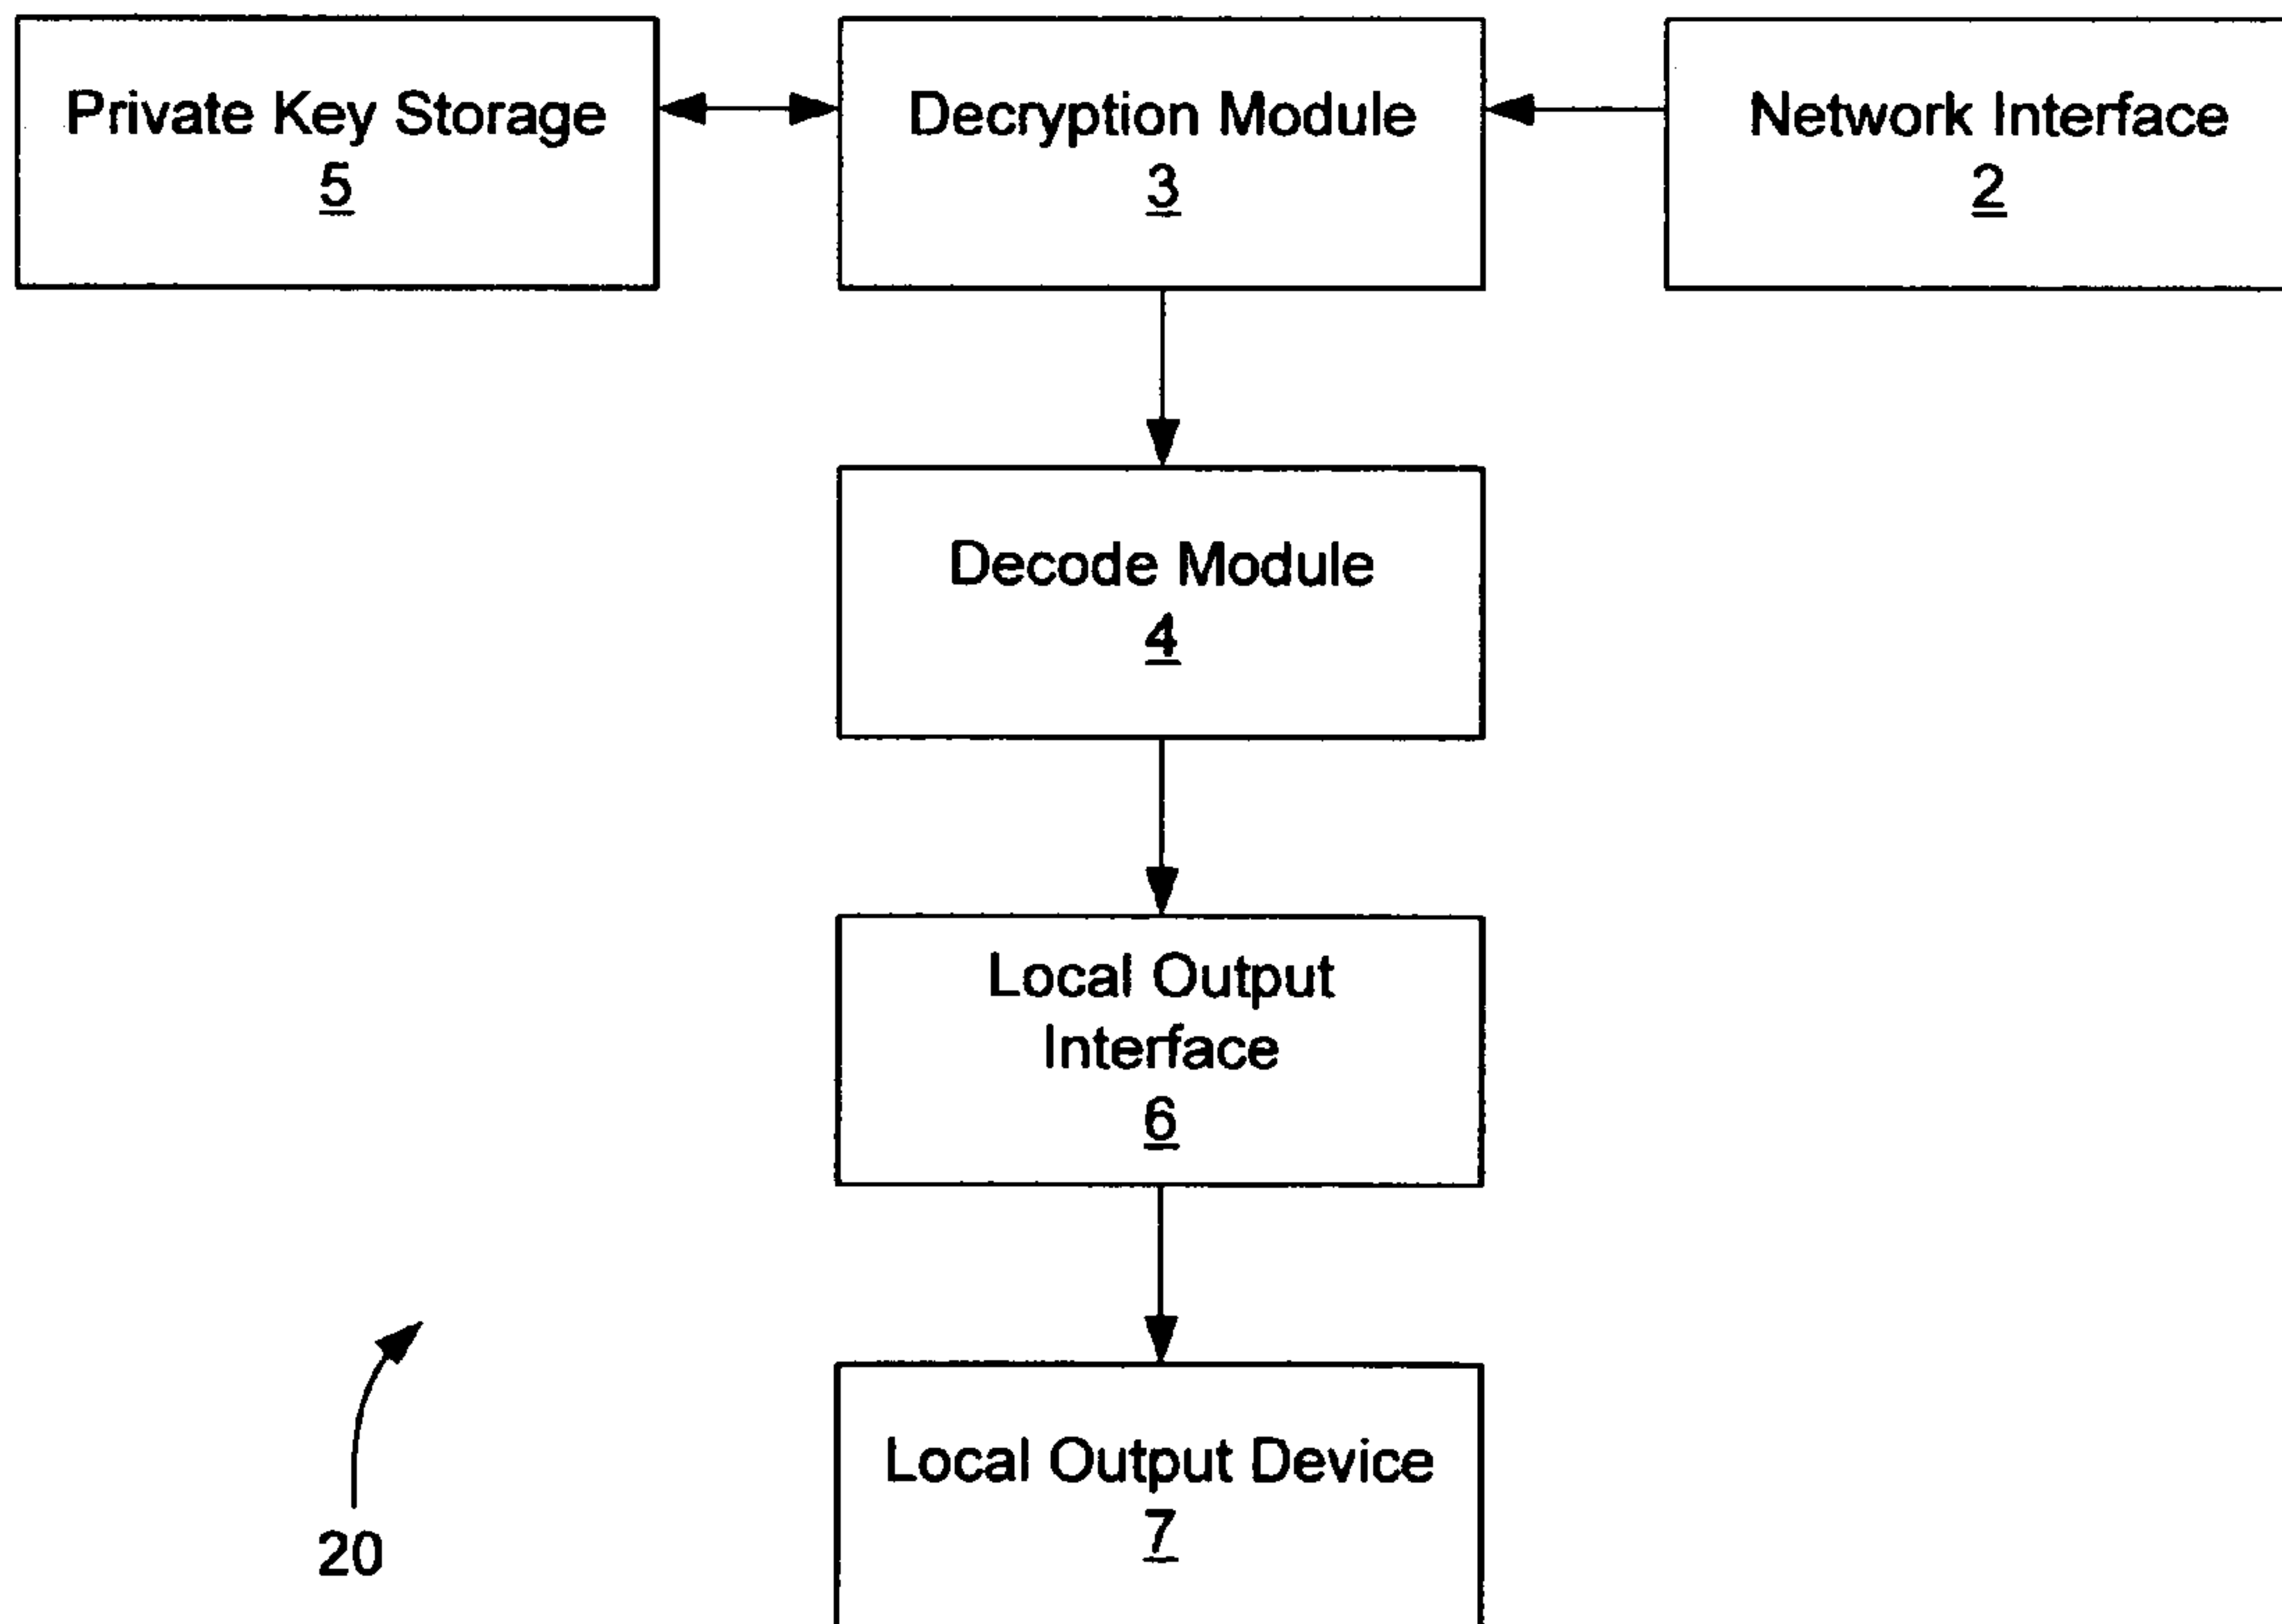 Private Key Storage
5
Decryption Module
3
Network Interface
2
Decode Module
4
Local Output
Interface
6
Local Output Device
7
20